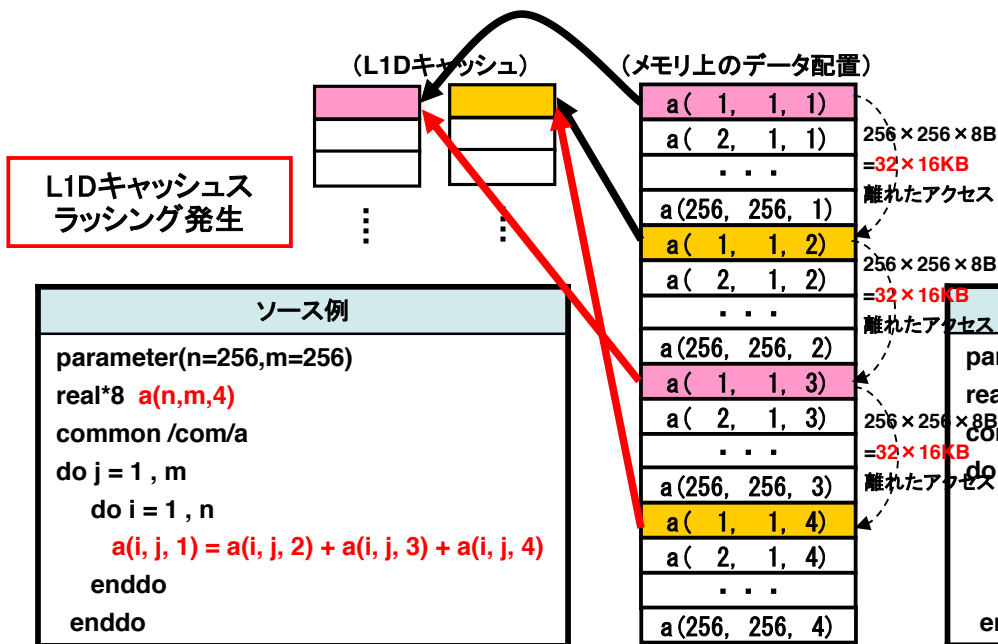 (L1Dキャッシュ)
(メモリ上のデータ配置)
L1Dキャッシュス
ラッシング発生
a( 1, 1, 1)
a( 2, 1, 1)
・・・
a(256, 256, 1)
a( 1, 1, 2)
a( 2, 1, 2)
・・・
a(256, 256, 2)
a( 1, 1, 3)
a( 2, 1, 3)
・・・
a(256, 256, 3)
a( 1, 1, 4)
a( 2, 1, 4)
・・・
a(256, 256, 4)
256×256×8B
=32×16KB
離れたアクセス
256×256×8B
=32×16KB
離れたアクセス
256×256×8B
=32×16KB
離れたアクセス
ソース例
parameter(n=256,m=256)
real*8 a(n,m,4)
common /com/a
do j = 1 , m
do i = 1 , n
a(i, j, 1) = a(i, j, 2) + a(i, j, 3) + a(i, j, 4)
enddo
enddo
par
rea
com
do
en